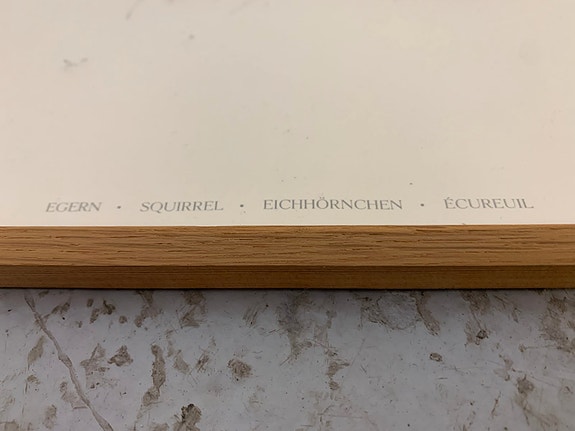 EGERN • SQUIRREL • EICHHÖRNCHEN • ÉCUREUIL